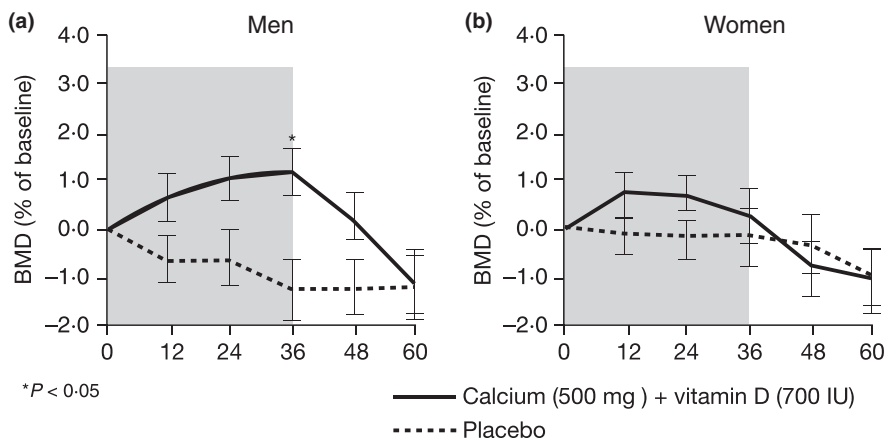 (a) Men
BMD (% of baseline)
4·0
3·0
2·0
1·0
0·0
–1·0
–2·0
*
0 12 24 36 48 60
(b) Women
BMD (% of baseline)
4·0
3·0
2·0
1·0
0·0
–1·0
–2·0
0 12 24 36 48 60
*P < 0·05
Calcium (500 mg ) + vitamin D (700 IU)
Placebo